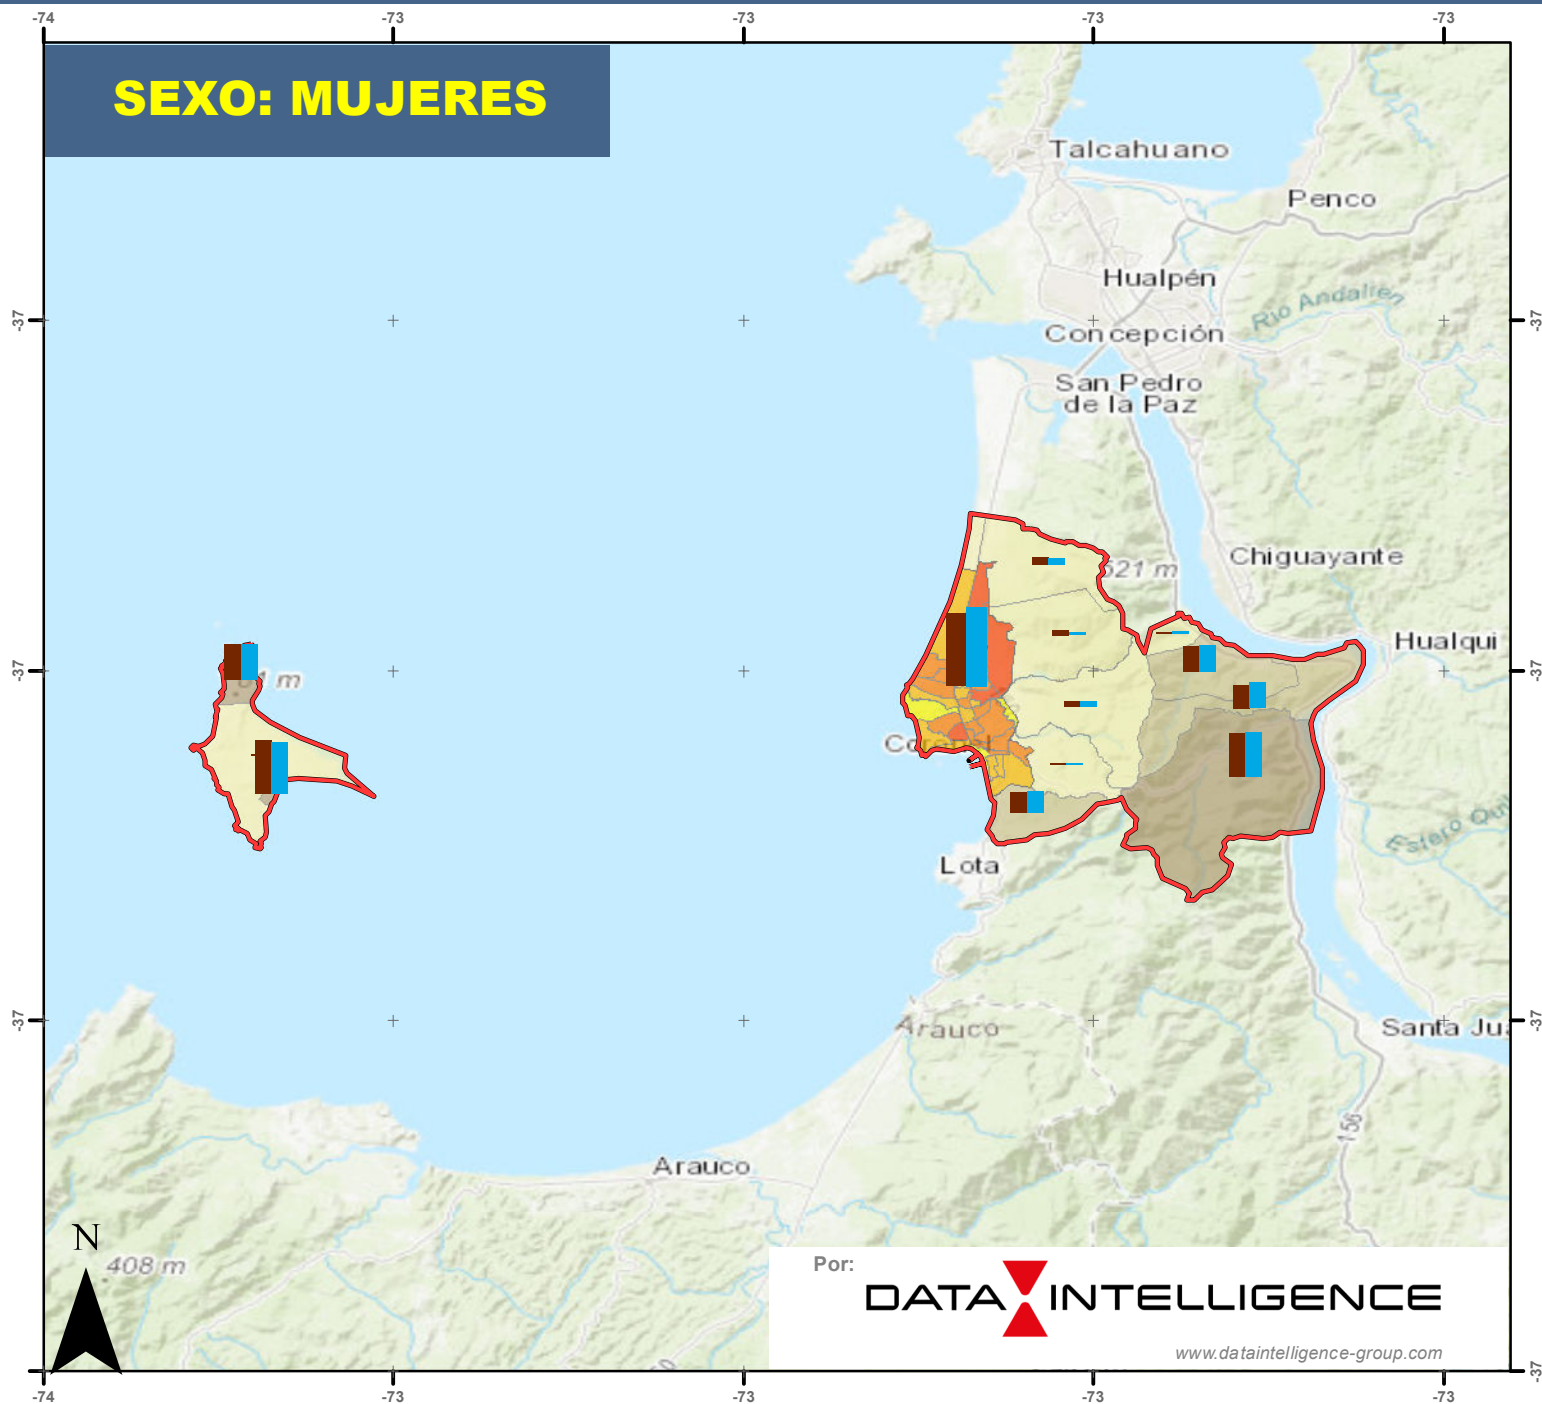 -74 -73 -73 -73 -73
SEXO: MUJERES
Talcahuano
Penco
Hualpén
Rio Andalien
-37 -37
Concepción
San Pedro
de la Paz
Chiguayante
621 m
Hualqui
-37 -37
m
Lota
Santa Ju
-37 -37
Arauco
Arauco
156
N
408 m
Por:
DATA INTELLIGENCE
www.dataintelligence-group.com
-37
-74 -73 -73 -73 -73